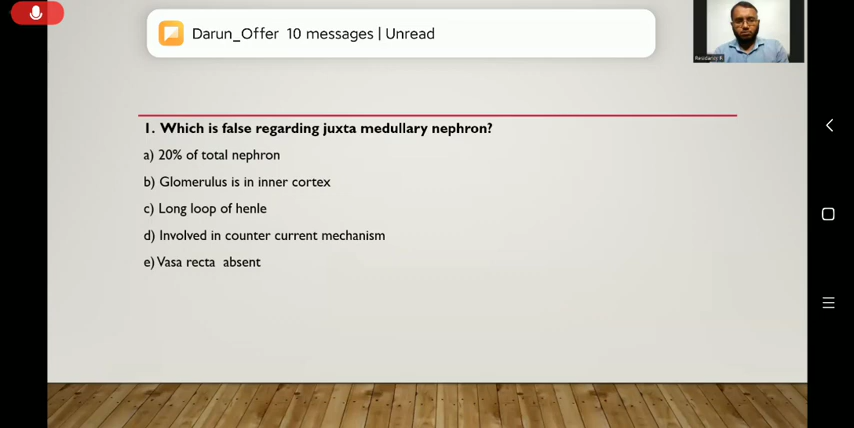 Darun_Offer 10 messages | Unread
1. Which is false regarding juxta medullary nephron?
a) 20% of total nephron
b) Glomerulus is in inner cortex
c) Long loop of henle
d) Involved in counter current mechanism
e) Vasa recta absent